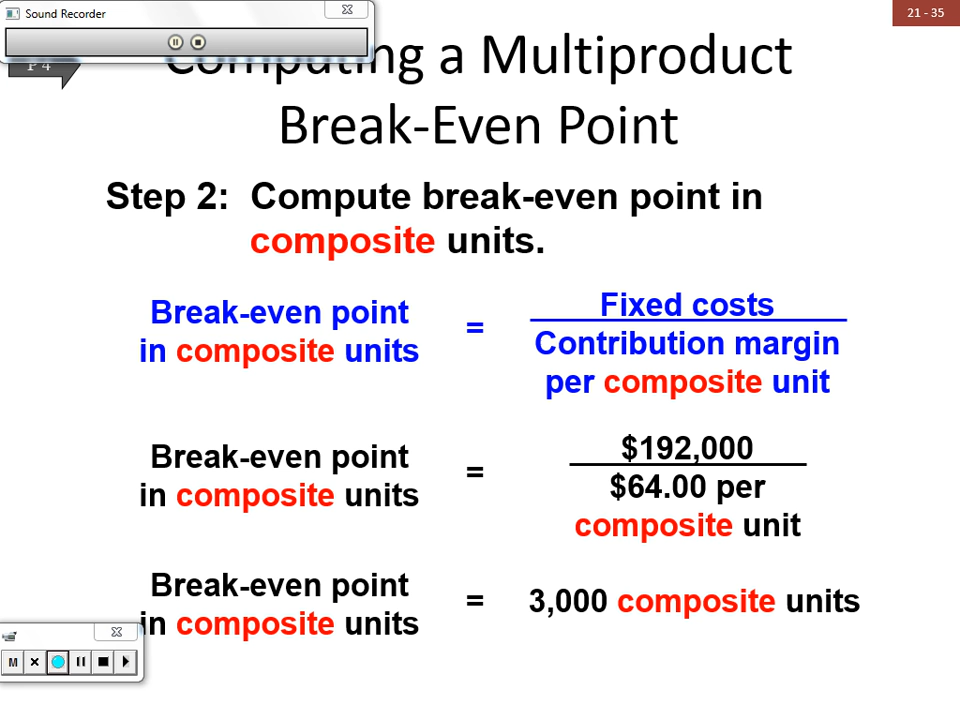 Sound Recorder
21 - 35
P 4
Computing a Multiproduct
Break-Even Point
Step 2: Compute break-even point in
composite units.
Break-even point
in composite units
=
Fixed costs
Contribution margin
per composite unit
Break-even point
in composite units
=
$192,000
$64.00 per
composite unit
Break-even point
in composite units
=
3,000 composite units
M